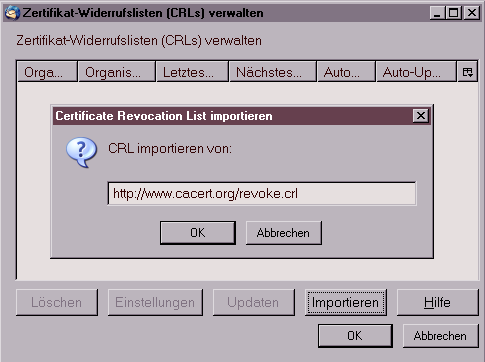 Zertifikat-Widerrufslisten (CRLs) verwalten
Zertifikat-Widerrufslisten (CRLs) verwalten
Orga... Organis... Letztes... Nächstes... Auto... Auto-Up...
Certificate Revocation List importieren
CRL importieren von:
http://www.cacert.org/revoke.crl
OK Abbrechen
Löschen Einstellungen Updaten Importieren Hilfe
OK Abbrechen